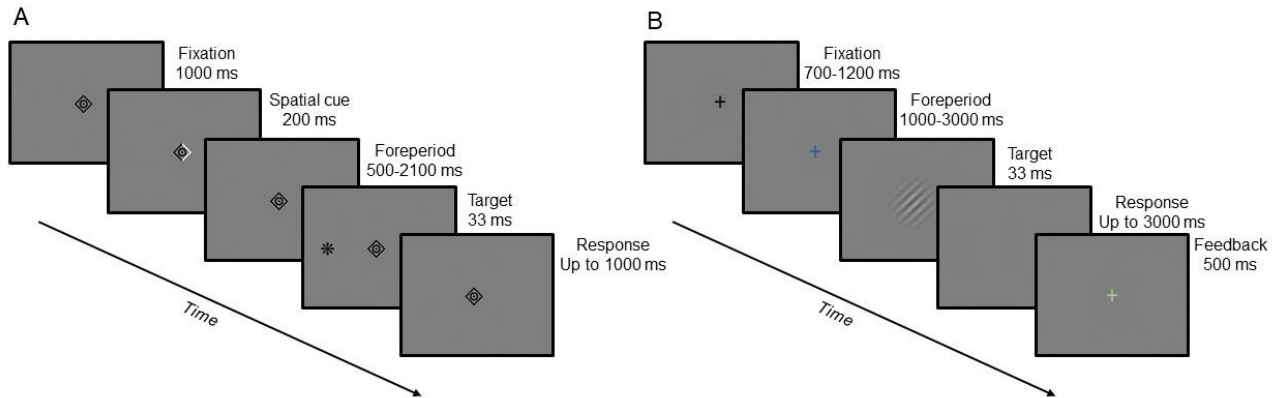 A
Fixation
1000 ms
Spatial cue
200 ms
Foreperiod
500-2100 ms
Target
33 ms
Response
Up to 1000 ms
Time
B
Fixation
700-1200 ms
Foreperiod
1000-3000 ms
Target
33 ms
Response
Up to 3000 ms
Feedback
500 ms
Time